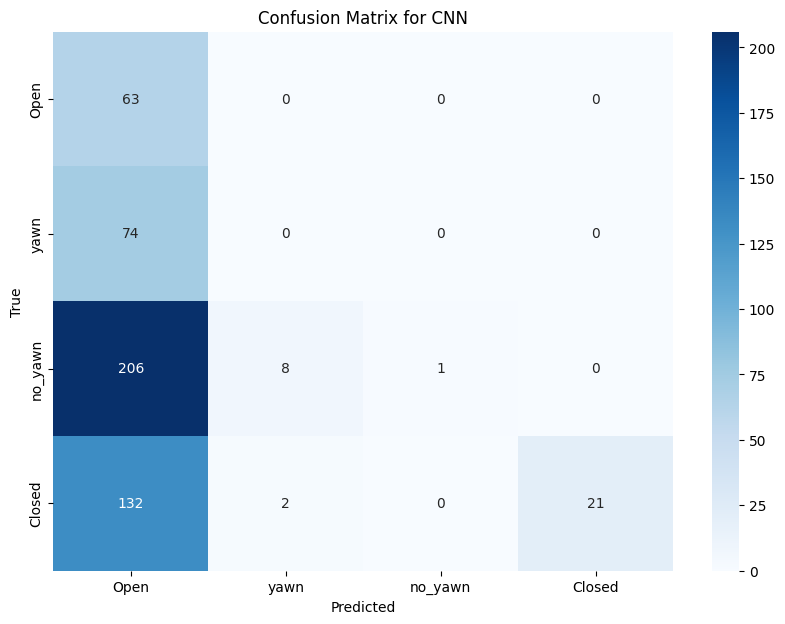 Confusion Matrix for CNN
True
Open
63
0
0
0
yawn
74
0
0
0
no_yawn
206
8
1
0
Closed
132
2
0
21
Open
yawn
no_yawn
Closed
Predicted
200
175
150
125
100
75
50
25
0